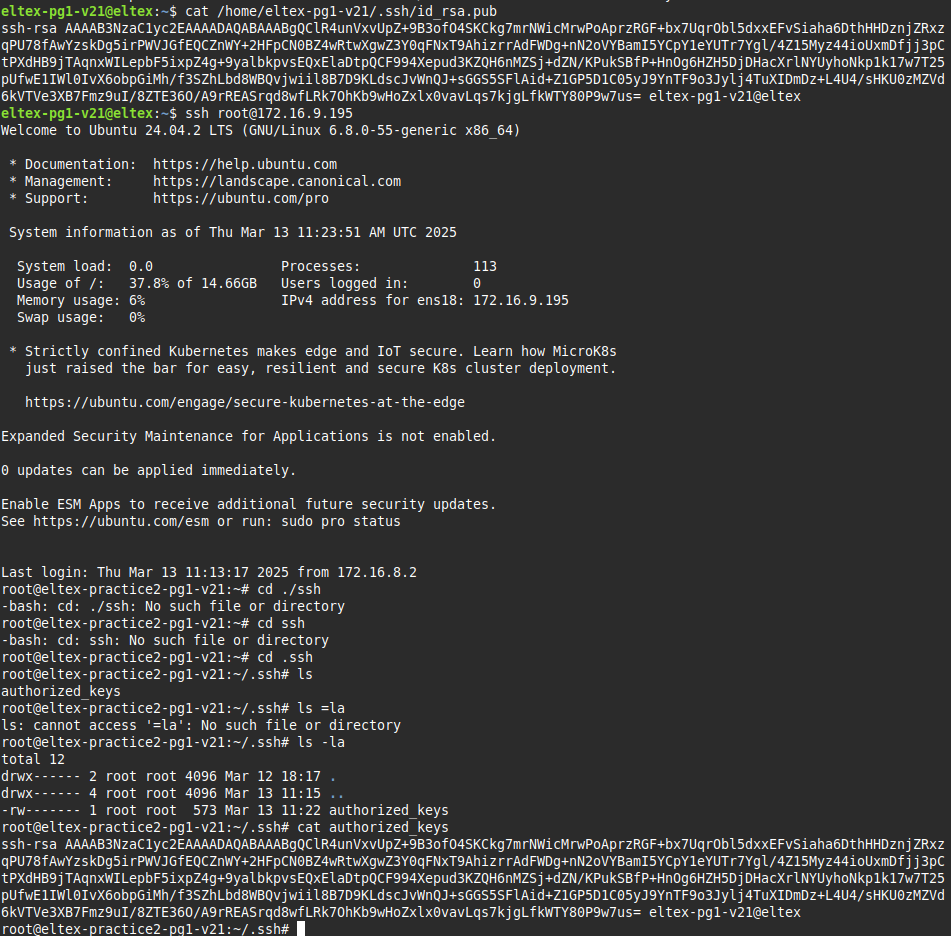 eltex-pg1-v21@eltex:~$ cat /home/eltex-pg1-v21/.ssh/id_rsa.pub
ssh-rsa AAAAB3NzaC1yc2EAAAADAQABAAABgQClR4unVxvUpZ+9B3ofO4SKCkg7mrNWicMrwPoAprzRGF+bx7UqrObl5dxxEFvSiaha6DthHHDznjZRxz
qPU78fAwYzskDg5irPWVJGfEQCZnWY+2HFpCN0BZ4wRtwXgwZ3Y0qFNxT9AhizrrAdFWDg+nN2oVYBamI5YCpY1eYUTr7Ygl/4Z15Myz44ioUxmDfjj3pC
tPXdHB9jTAqnxWILepbF5ixpZ4g+9yalbkpvsEQxElaDtpQCF994Xepud3KZQH6nMZSj+dZN/KPukSBfP+HnOg6HZH5DjDHacXrlNYUyhoNkp1k17w7T25
pUfwE1IWl0IvX6obpGiMh/f3SZhLbd8WBQvjwiil8B7D9KLdscJvWnQJ+sGGS5SFlAid+Z1GP5D1C05yJ9YnTF9o3Jylj4TuXIDmDz+L4U4/sHKU0zMZVd
6kVTVe3XB7Fmz9uI/8ZTE36O/A9rREASrqd8wfLRk7OhKb9wHoZxlx0vavLqs7kjgLfkWTY80P9w7us= eltex-pg1-v21@eltex
eltex-pg1-v21@eltex:~$ ssh root@172.16.9.195
Welcome to Ubuntu 24.04.2 LTS (GNU/Linux 6.8.0-55-generic x86_64)
* Documentation: https://help.ubuntu.com
* Management: https://landscape.canonical.com
* Support: https://ubuntu.com/pro
System information as of Thu Mar 13 11:23:51 AM UTC 2025
System load: 0.0 Processes: 113
Usage of /: 37.8% of 14.66GB Users logged in: 0
Memory usage: 6% IPv4 address for ens18: 172.16.9.195
Swap usage: 0%
* Strictly confined Kubernetes makes edge and IoT secure. Learn how MicroK8s
just raised the bar for easy, resilient and secure K8s cluster deployment.
https://ubuntu.com/engage/secure-kubernetes-at-the-edge
Expanded Security Maintenance for Applications is not enabled.
0 updates can be applied immediately.
Enable ESM Apps to receive additional future security updates.
See https://ubuntu.com/esm or run: sudo pro status
Last login: Thu Mar 13 11:13:17 2025 from 172.16.8.2
root@eltex-practice2-pg1-v21:~# cd ./ssh
-bash: cd: ./ssh: No such file or directory
root@eltex-practice2-pg1-v21:~# cd ssh
-bash: cd: ssh: No such file or directory
root@eltex-practice2-pg1-v21:~# cd .ssh
root@eltex-practice2-pg1-v21:~/.ssh# ls
authorized_keys
root@eltex-practice2-pg1-v21:~/.ssh# ls =la
ls: cannot access '=la': No such file or directory
root@eltex-practice2-pg1-v21:~/.ssh# ls -la
total 12
drwx------ 2 root root 4096 Mar 12 18:17 .
drwx------ 4 root root 4096 Mar 13 11:15 ..
-rw------- 1 root root 573 Mar 13 11:22 authorized_keys
root@eltex-practice2-pg1-v21:~/.ssh# cat authorized_keys
ssh-rsa AAAAB3NzaC1yc2EAAAADAQABAAABgQClR4unVxvUpZ+9B3ofO4SKCkg7mrNWicMrwPoAprzRGF+bx7UqrObl5dxxEFvSiaha6DthHHDznjZRxz
qPU78fAwYzskDg5irPWVJGfEQCZnWY+2HFpCN0BZ4wRtwXgwZ3Y0qFNxT9AhizrrAdFWDg+nN2oVYBamI5YCpY1eYUTr7Ygl/4Z15Myz44ioUxmDfjj3pC
tPXdHB9jTAqnxWILepbF5ixpZ4g+9yalbkpvsEQxElaDtpQCF994Xepud3KZQH6nMZSj+dZN/KPukSBfP+HnOg6HZH5DjDHacXrlNYUyhoNkp1k17w7T25
pUfwE1IWl0IvX6obpGiMh/f3SZhLbd8WBQvjwiil8B7D9KLdscJvWnQJ+sGGS5SFlAid+Z1GP5D1C05yJ9YnTF9o3Jylj4TuXIDmDz+L4U4/sHKU0zMZVd
6kVTVe3XB7Fmz9uI/8ZTE36O/A9rREASrqd8wfLRk7OhKb9wHoZxlx0vavLqs7kjgLfkWTY80P9w7us= eltex-pg1-v21@eltex
root@eltex-practice2-pg1-v21:~/.ssh#